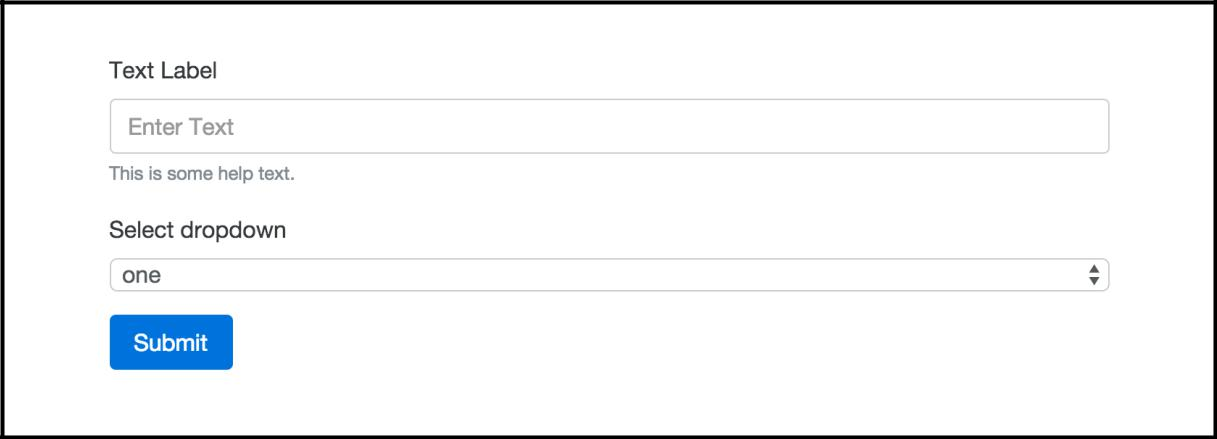 Text Label
Enter Text
This is some help text.
Select dropdown
one
Submit